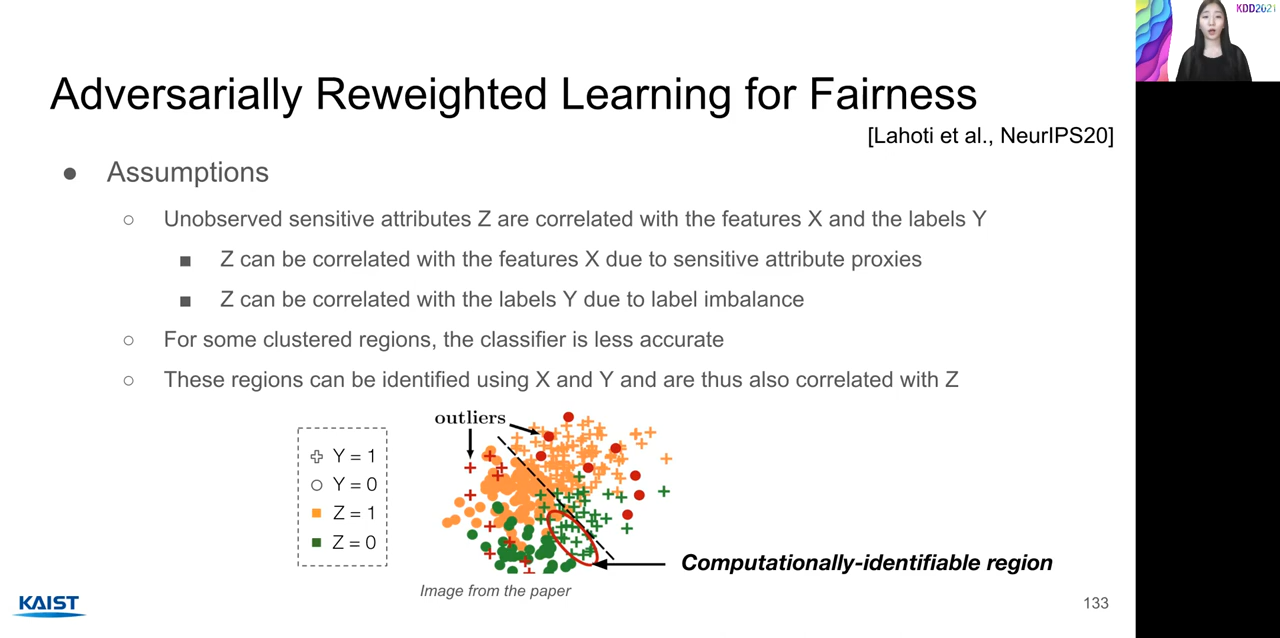 KDD2021
Adversarially Reweighted Learning for Fairness
[Lahoti et al., NeurIPS20]
● Assumptions
○ Unobserved sensitive attributes Z are correlated with the features X and the labels Y
■ Z can be correlated with the features X due to sensitive attribute proxies
■ Z can be correlated with the labels Y due to label imbalance
○ For some clustered regions, the classifier is less accurate
○ These regions can be identified using X and Y and are thus also correlated with Z
outliers
Y = 1
Y = 0
Z = 1
Z = 0
Computationally-identifiable region
Image from the paper
KAIST
133